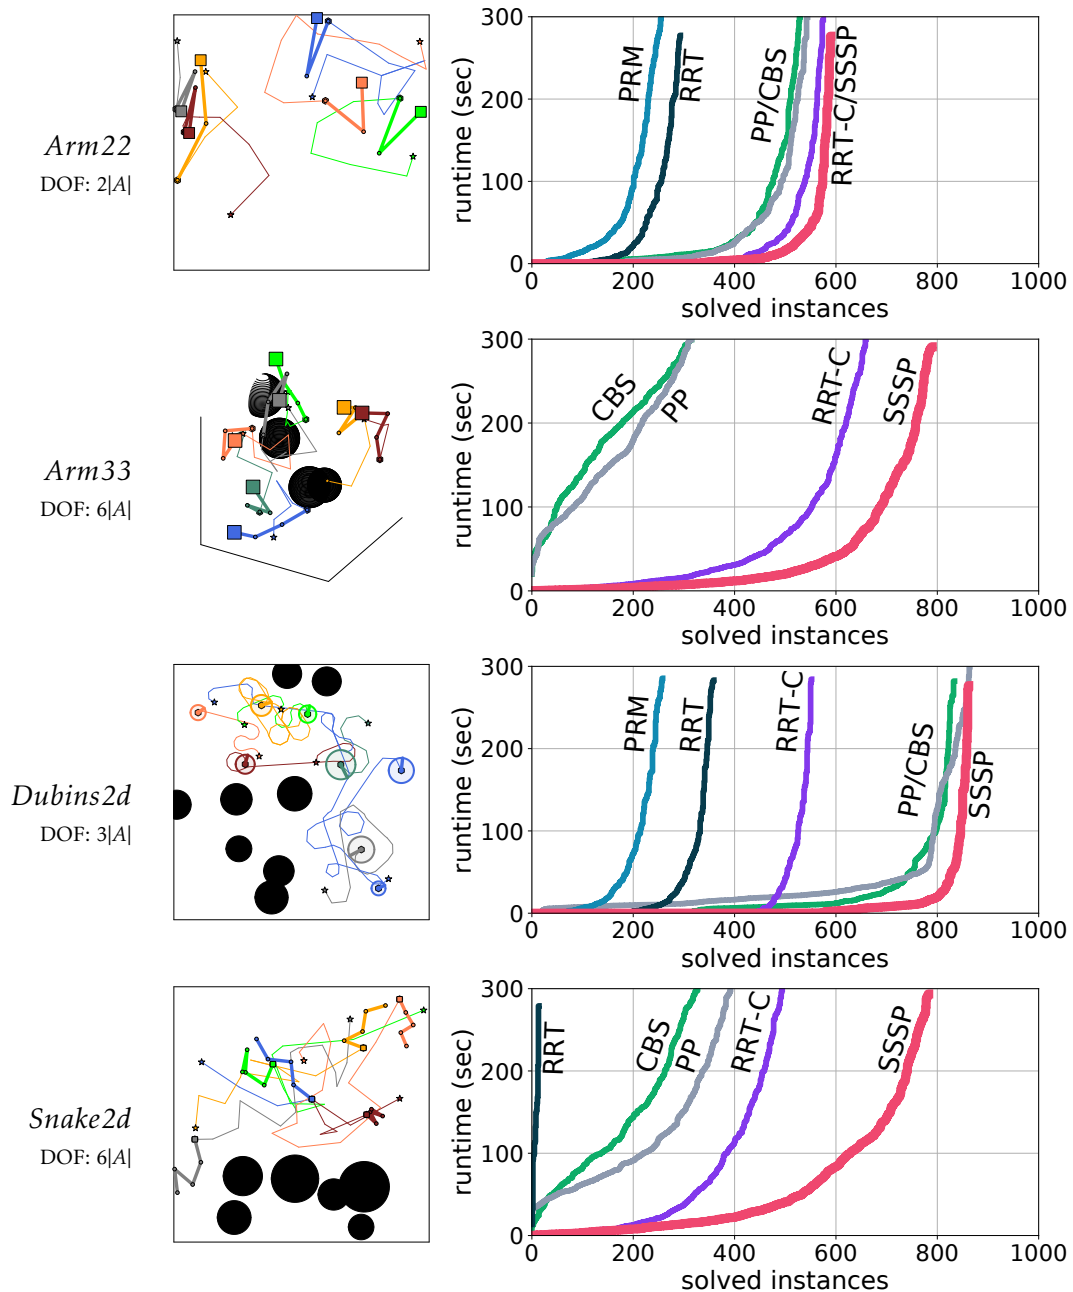 Arm22
DOF: 2|A|
runtime (sec)
300
200
100
0
PRM
RRT
PP/CBS
RRT-C/SSSP
200
400
600
800
1000
solved instances
Arm33
DOF: 6|A|
runtime (sec)
300
200
100
0
CBS
PP
RRT-C
SSSP
0
200
400
600
800
1000
solved instances
Dubins2d
DOF: 3|A|
runtime (sec)
300
200
100
0
PRM
RRT
RRT-C
PP/CBS
SSSP
0
200
400
600
800
1000
solved instances
Snake2d
DOF: 6|A|
runtime (sec)
300
200
100
0
RRT
CBS
PP
RRT-C
SSSP
0
200
400
600
800
1000
solved instances